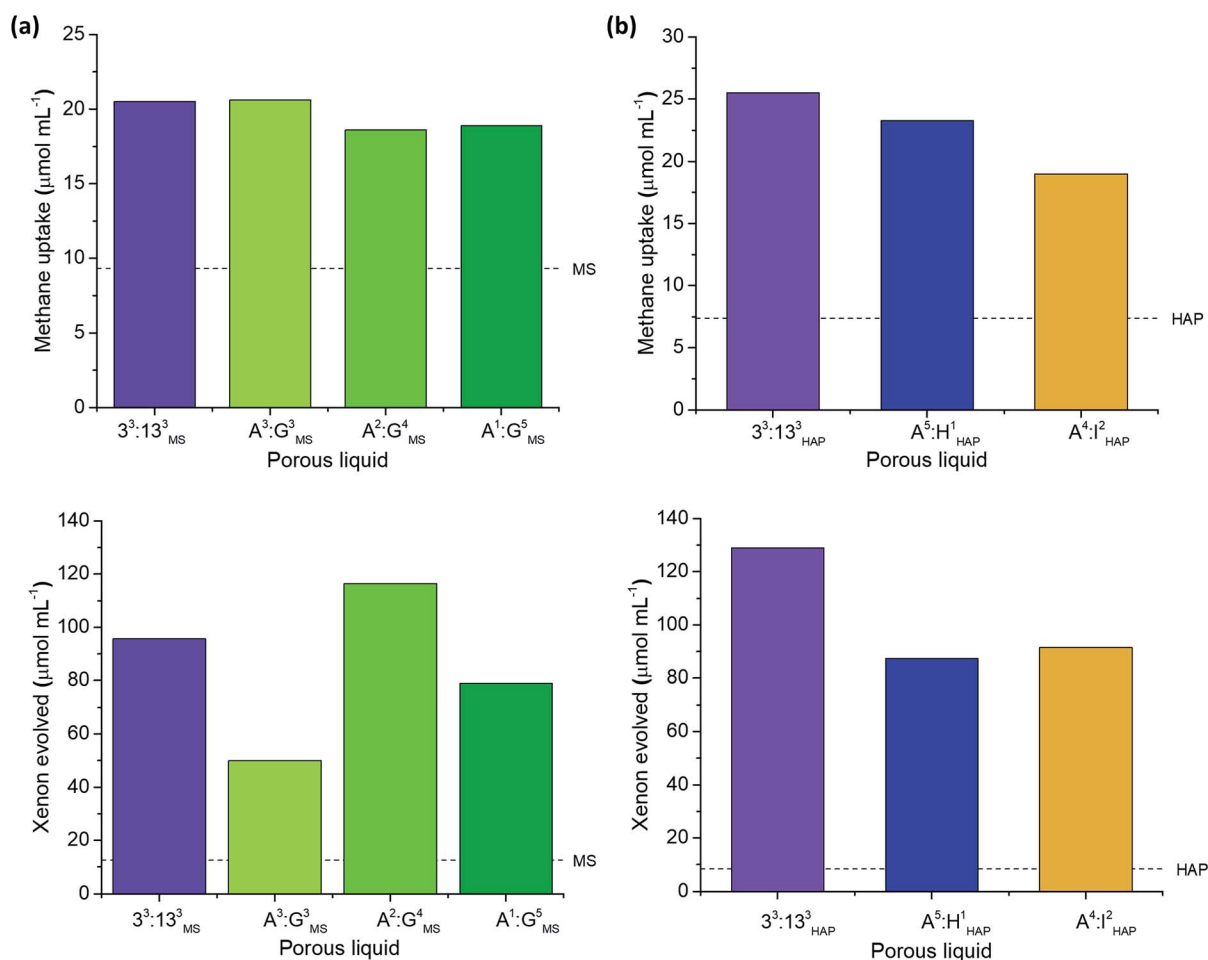 (a)
25
20
15
10
5
0
Methane uptake (μmol mL⁻¹)
MS
3³:13³MS
A³:G³MS
A²:G⁴MS
A¹:G⁵MS
Porous liquid
(b)
30
25
20
15
10
5
0
Methane uptake (μmol mL⁻¹)
HAP
3³:13³HAP
A⁵:H¹HAP
A⁴:I²HAP
Porous liquid
140
120
100
80
60
40
20
0
Xenon evolved (μmol mL⁻¹)
MS
3³:13³MS
A³:G³MS
A²:G⁴MS
A¹:G⁵MS
Porous liquid
140
120
100
80
60
40
20
0
Xenon evolved (μmol mL⁻¹)
HAP
3³:13³HAP
A⁵:H¹HAP
A⁴:I²HAP
Porous liquid